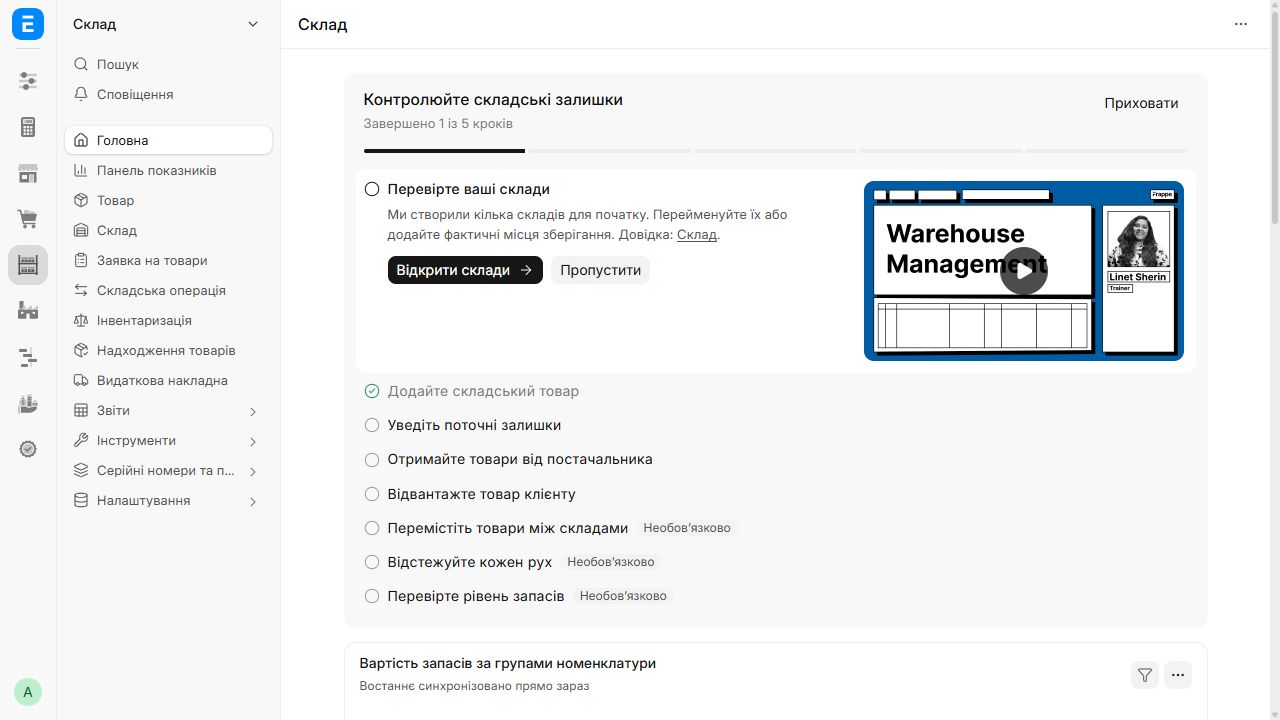 Склад
Пошук
Сповіщення
Головна
Панель показників
Товар
Склад
Заявка на товари
Складська операція
Інвентаризація
Надходження товарів
Видаткова накладна
Звіти
Інструменти
Серійні номери та п...
Налаштування
A
Склад
Контролюйте складські залишки
Завершено 1 із 5 кроків
Приховати
Перевірте ваші склади
Ми створили кілька складів для початку. Перейменуйте їх або
додайте фактичні місця зберігання. Довідка: Склад.
Відкрити склади
Пропустити
Frappe
Warehouse
Management
Linet Sherin
Trainer
Додайте складський товар
Уведіть поточні залишки
Отримайте товари від постачальника
Відвантажте товар клієнту
Перемістіть товари між складами Необов’язково
Відстежуйте кожен рух Необов’язково
Перевірте рівень запасів Необов’язково
Вартість запасів за групами номенклатури
Востаннє синхронізовано прямо зараз